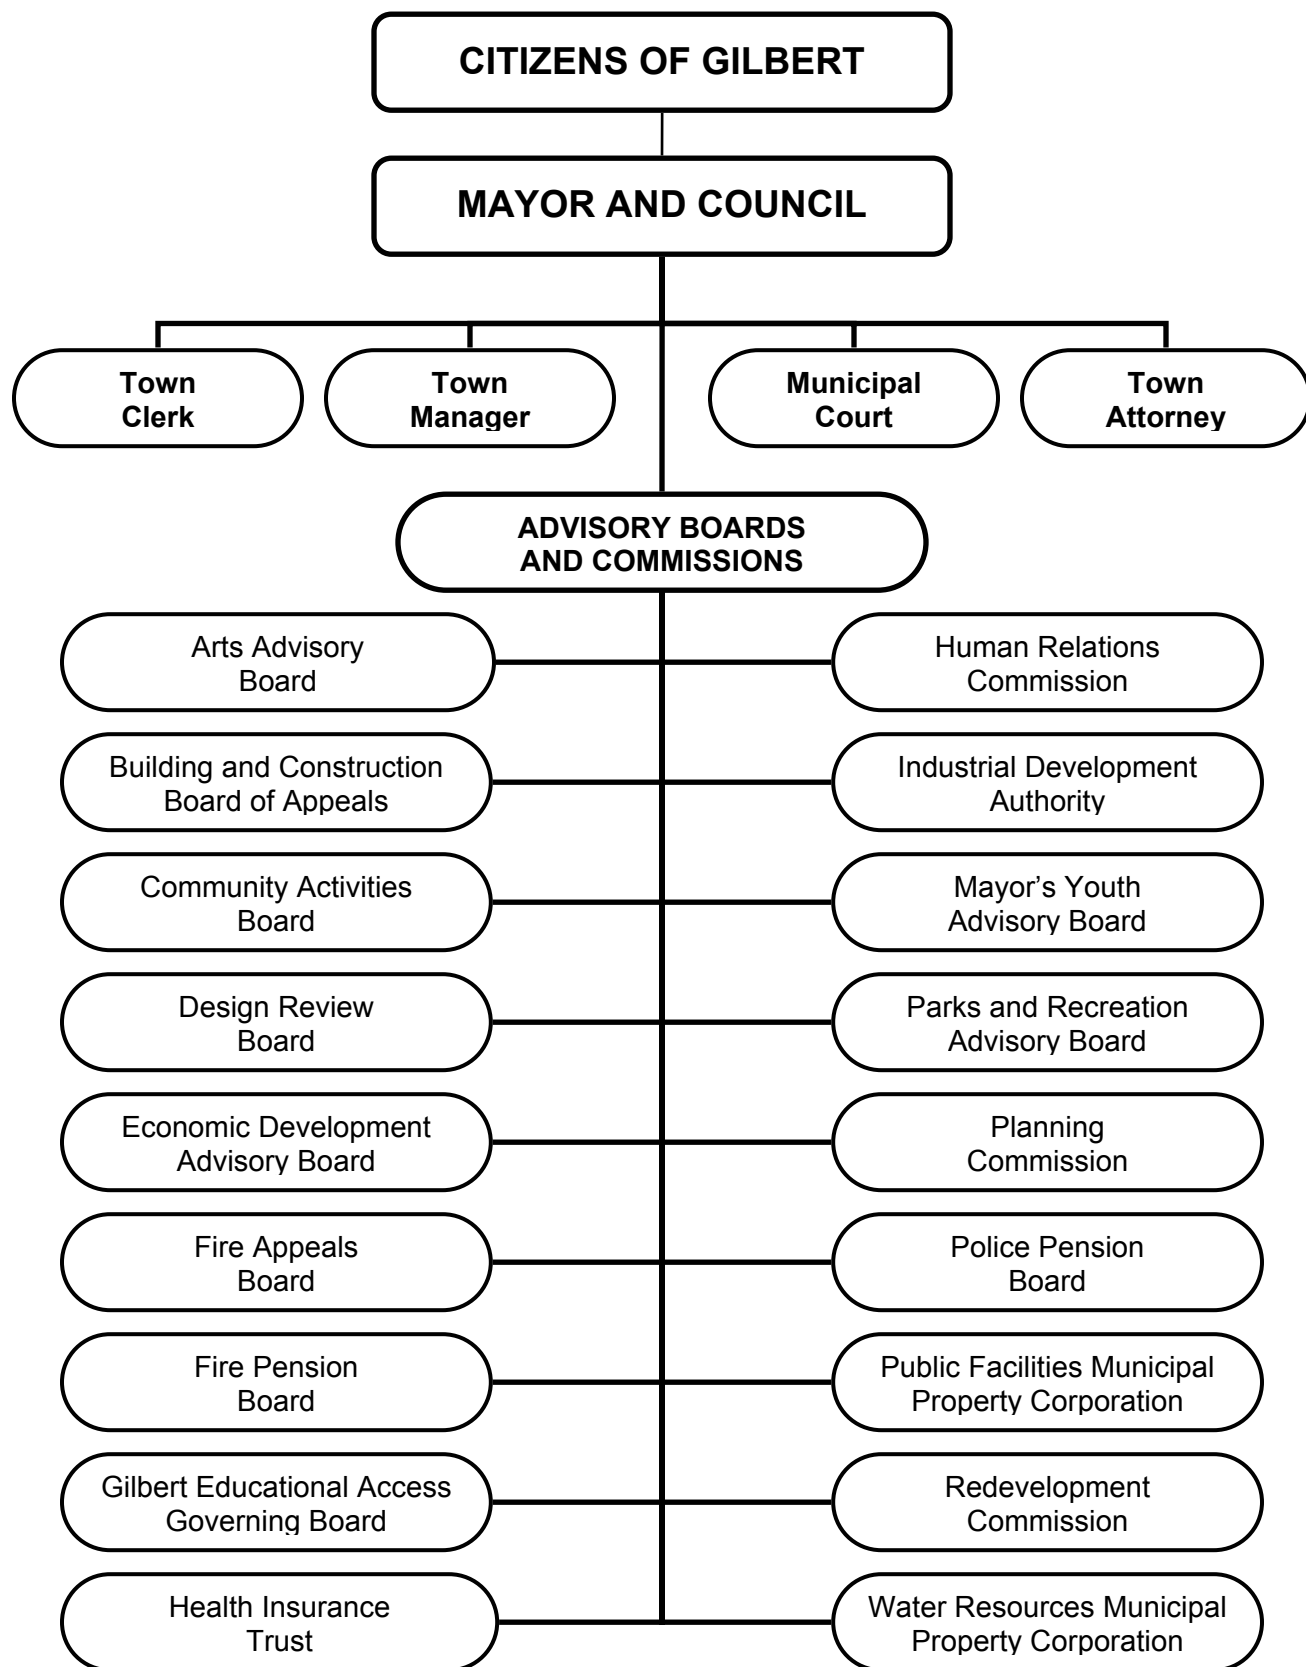 CITIZENS OF GILBERT
MAYOR AND COUNCIL
Town
Clerk
Town
Manager
Municipal
Court
Town
Attorney
ADVISORY BOARDS
AND COMMISSIONS
Arts Advisory
Board
Human Relations
Commission
Building and Construction
Board of Appeals
Industrial Development
Authority
Community Activities
Board
Mayor’s Youth
Advisory Board
Design Review
Board
Parks and Recreation
Advisory Board
Economic Development
Advisory Board
Planning
Commission
Fire Appeals
Board
Police Pension
Board
Fire Pension
Board
Public Facilities Municipal
Property Corporation
Gilbert Educational Access
Governing Board
Redevelopment
Commission
Health Insurance
Trust
Water Resources Municipal
Property Corporation